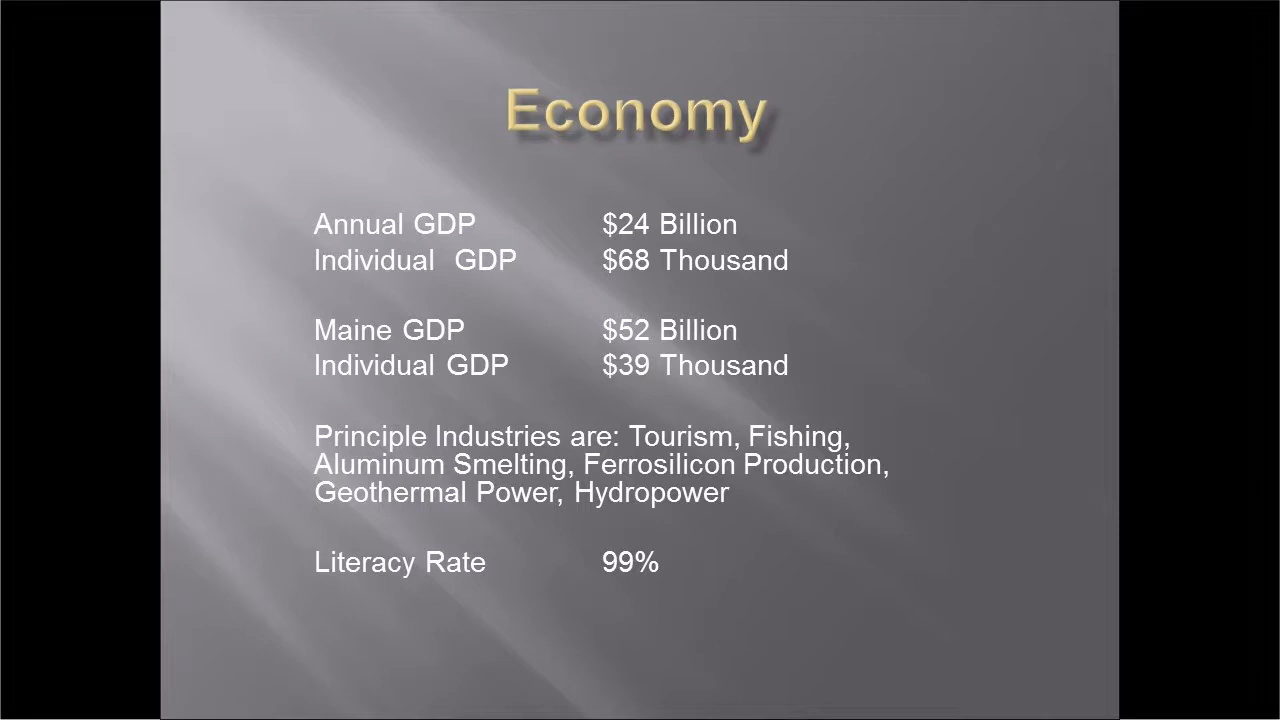 Economy
Annual GDP $24 Billion
Individual GDP $68 Thousand
Maine GDP $52 Billion
Individual GDP $39 Thousand
Principle Industries are: Tourism, Fishing,
Aluminum Smelting, Ferrosilicon Production,
Geothermal Power, Hydropower
Literacy Rate 99%